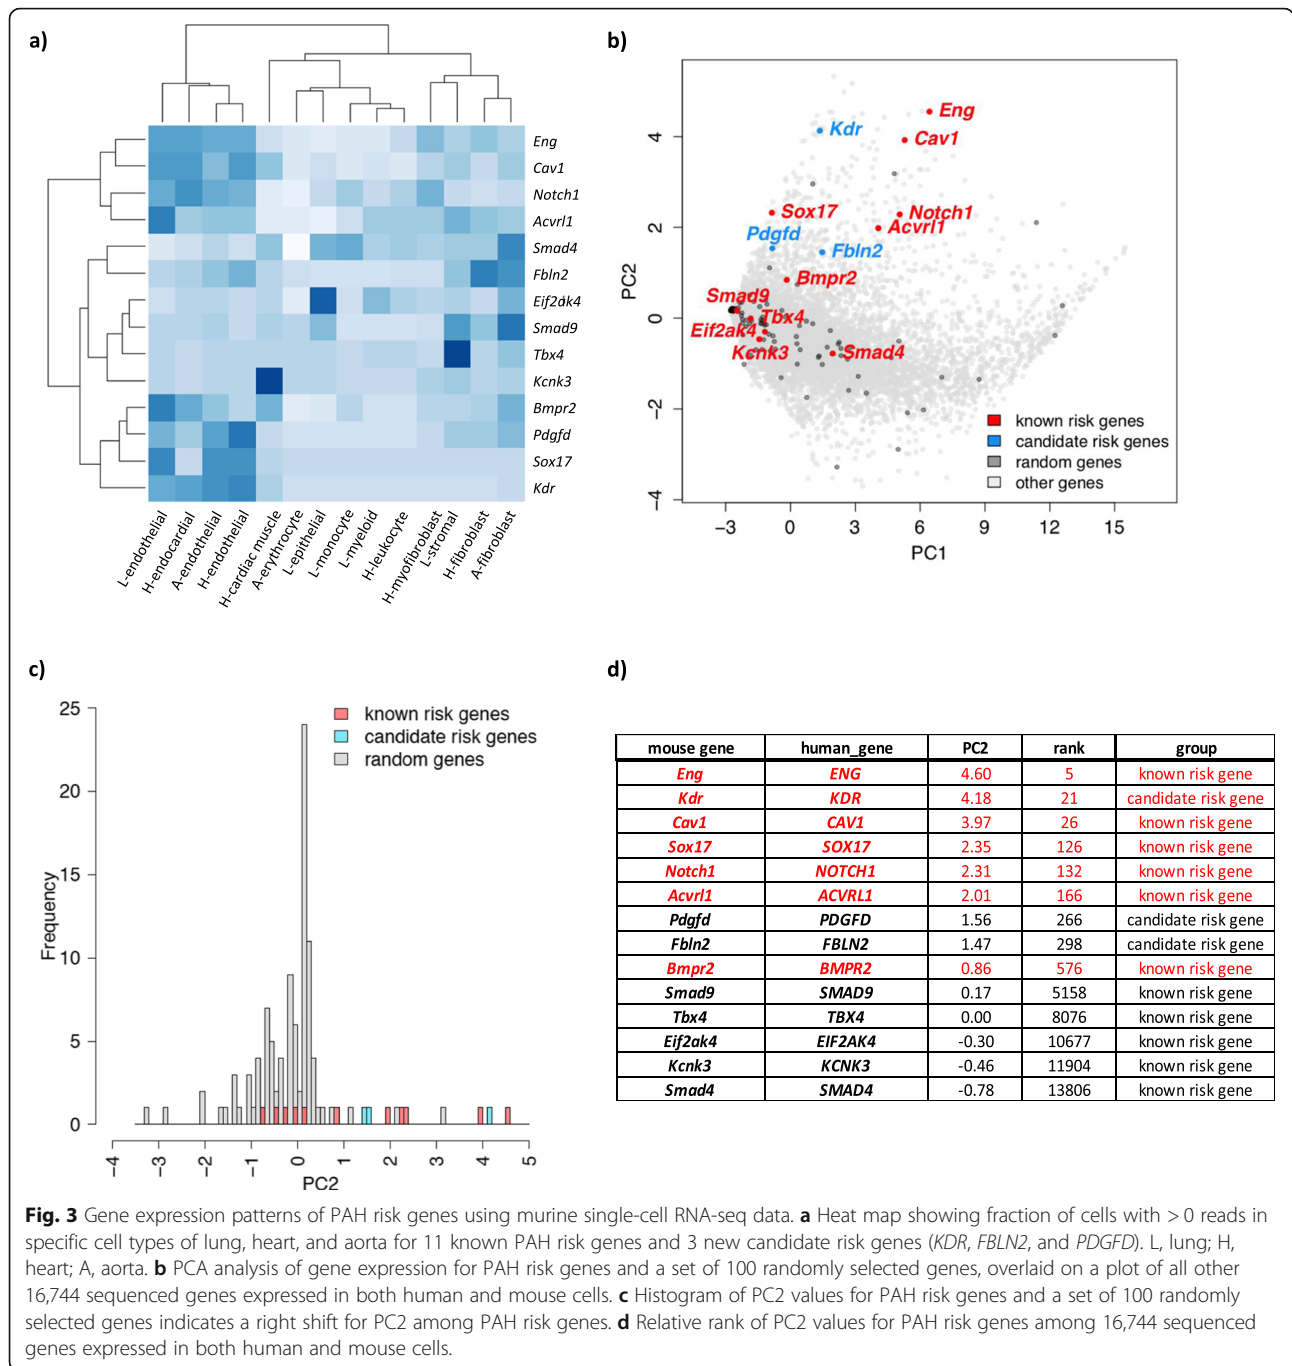 a)
Eng
Cav1
Notch1
Acvrl1
Smad4
Fbln2
Eif2ak4
Smad9
Tbx4
Kcnk3
Bmpr2
Pdgfd
Sox17
Kdr
L-endothelial
H-endocardial
A-endothelial
H-endothelial
H-cardiac muscle
A-erythrocyte
L-epithelial
L-monocyte
L-myeloid
H-leukocyte
H-myofibroblast
L-stromal
H-fibroblast
A-fibroblast
b)
PC2
4
2
0
−2
−4
Eng
Kdr
Cav1
Sox17
Notch1
Acvrl1
Pdgfd
Fbln2
Bmpr2
Smad9
Tbx4
Eif2ak4
Kcnk3
Smad4
known risk genes
candidate risk genes
random genes
other genes
−3 0 3 6 9 12 15
PC1
c)
Frequency
25
20
15
10
5
0
known risk genes
candidate risk genes
random genes
−4 −3 −2 −1 0 1 2 3 4 5
PC2
d)
mouse gene human_gene PC2 rank group
Eng ENG 4.60 5 known risk gene
Kdr KDR 4.18 21 candidate risk gene
Cav1 CAV1 3.97 26 known risk gene
Sox17 SOX17 2.35 126 known risk gene
Notch1 NOTCH1 2.31 132 known risk gene
Acvrl1 ACVRL1 2.01 166 known risk gene
Pdgfd PDGFD 1.56 266 candidate risk gene
Fbln2 FBLN2 1.47 298 candidate risk gene
Bmpr2 BMPR2 0.86 576 known risk gene
Smad9 SMAD9 0.17 5158 known risk gene
Tbx4 TBX4 0.00 8076 known risk gene
Eif2ak4 EIF2AK4 -0.30 10677 known risk gene
Kcnk3 KCNK3 -0.46 11904 known risk gene
Smad4 SMAD4 -0.78 13806 known risk gene
Fig. 3 Gene expression patterns of PAH risk genes using murine single-cell RNA-seq data. a Heat map showing fraction of cells with > 0 reads in
specific cell types of lung, heart, and aorta for 11 known PAH risk genes and 3 new candidate risk genes (KDR, FBLN2, and PDGFD). L, lung; H,
heart; A, aorta. b PCA analysis of gene expression for PAH risk genes and a set of 100 randomly selected genes, overlaid on a plot of all other
16,744 sequenced genes expressed in both human and mouse cells. c Histogram of PC2 values for PAH risk genes and a set of 100 randomly
selected genes indicates a right shift for PC2 among PAH risk genes. d Relative rank of PC2 values for PAH risk genes among 16,744 sequenced
genes expressed in both human and mouse cells.